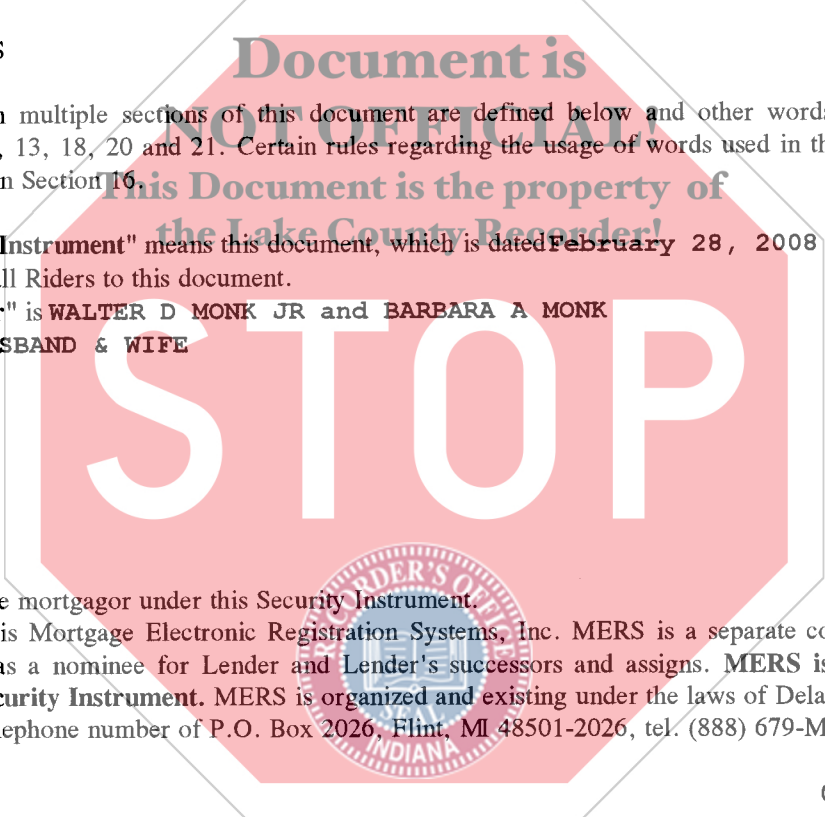 Document is
multiple sections of this document are defined below and other words
NOT OFFICIAL!
, 13, 18, 20 and 21. Certain rules regarding the usage of words used in th
n Section 16.
This Document is the property of
the Lake County Recorder!
Instrument" means this document, which is dated February 28, 2008
ll Riders to this document.
" is WALTER D MONK JR and BARBARA A MONK
SBAND & WIFE
STOP
e mortgagor under this Security Instrument.
is Mortgage Electronic Registration Systems, Inc. MERS is a separate co
as a nominee for Lender and Lender's successors and assigns. MERS is
curity Instrument. MERS is organized and existing under the laws of Dela
ephone number of P.O. Box 2026, Flint, MI 48501-2026, tel. (888) 679-M
RECORDER'S OFFICE
SEAL
INDIANA